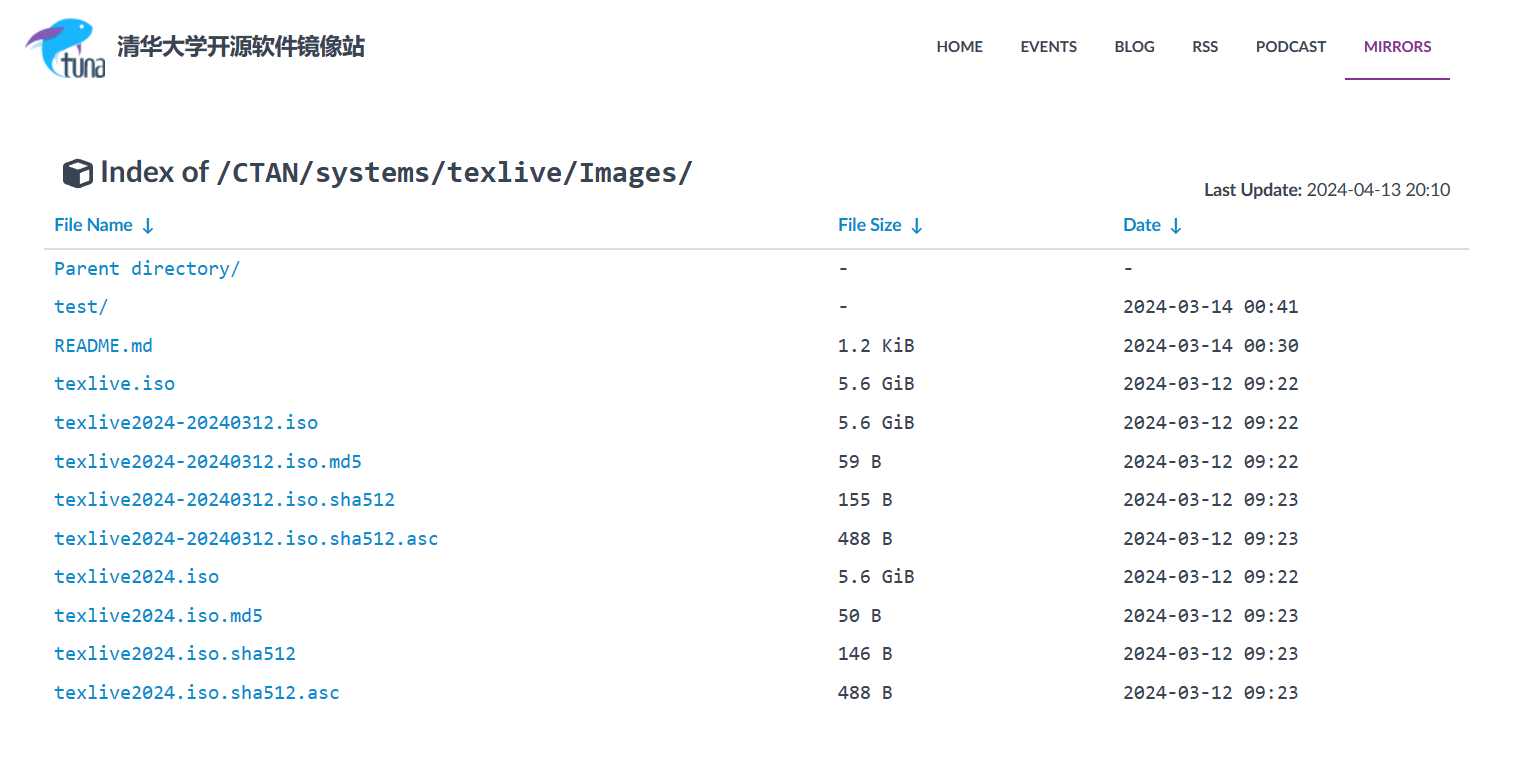 tuna 清华大学开源软件镜像站 HOME EVENTS BLOG RSS PODCAST MIRRORS
Index of /CTAN/systems/texlive/Images/
Last Update: 2024-04-13 20:10
File Name ↓ File Size ↓ Date ↓
Parent directory/ - -
test/ - 2024-03-14 00:41
README.md 1.2 KiB 2024-03-14 00:30
texlive.iso 5.6 GiB 2024-03-12 09:22
texlive2024-20240312.iso 5.6 GiB 2024-03-12 09:22
texlive2024-20240312.iso.md5 59 B 2024-03-12 09:22
texlive2024-20240312.iso.sha512 155 B 2024-03-12 09:23
texlive2024-20240312.iso.sha512.asc 488 B 2024-03-12 09:23
texlive2024.iso 5.6 GiB 2024-03-12 09:22
texlive2024.iso.md5 50 B 2024-03-12 09:23
texlive2024.iso.sha512 146 B 2024-03-12 09:23
texlive2024.iso.sha512.asc 488 B 2024-03-12 09:23